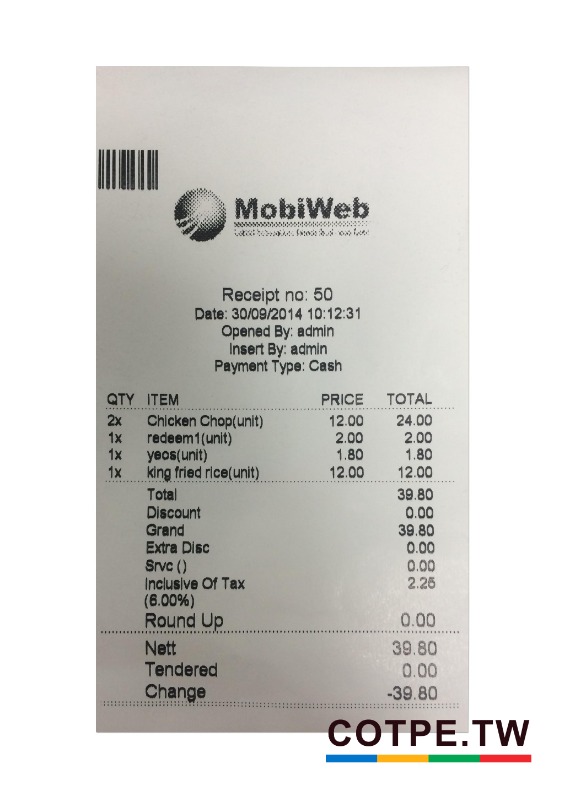 MobiWeb
Receipt no: 50
Date: 30/09/2014 10:12:31
Opened By: admin
Insert By: admin
Payment Type: Cash
QTY ITEM PRICE TOTAL
2x Chicken Chop(unit) 12.00 24.00
1x redeem1(unit) 2.00 2.00
1x yeos(unit) 1.80 1.80
1x king fried rice(unit) 12.00 12.00
Total 39.80
Discount 0.00
Grand 39.80
Extra Disc 0.00
Srvc () 0.00
Inclusive Of Tax 2.25
(6.00%)
Round Up 0.00
Nett 39.80
Tendered 0.00
Change -39.80
COTPE.TW